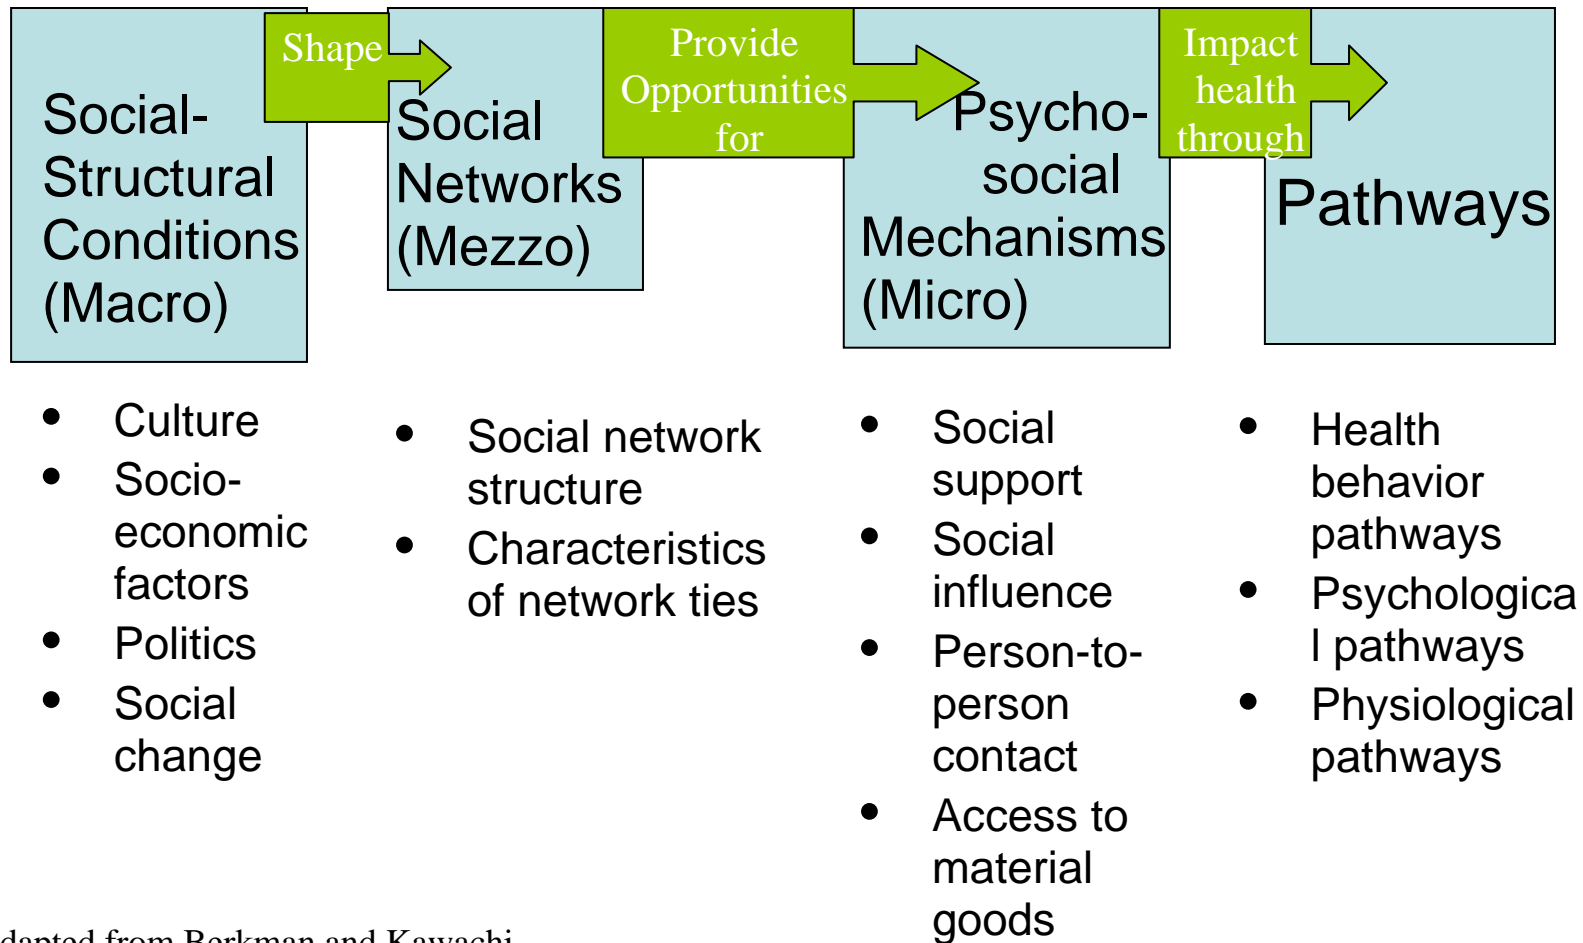 Social-
Structural
Conditions
(Macro)
Shape
Social
Networks
(Mezzo)
Provide
Opportunities
for
Psycho-
social
Mechanisms
(Micro)
Impact
health
through
Pathways
• Culture
• Socio-
economic
factors
• Politics
• Social
change
• Social network
structure
• Characteristics
of network ties
• Social
support
• Social
influence
• Person-to-
person
contact
• Access to
material
goods
• Health
behavior
pathways
• Psychologica
l pathways
• Physiological
pathways
dapted from Berkman and Kawachi